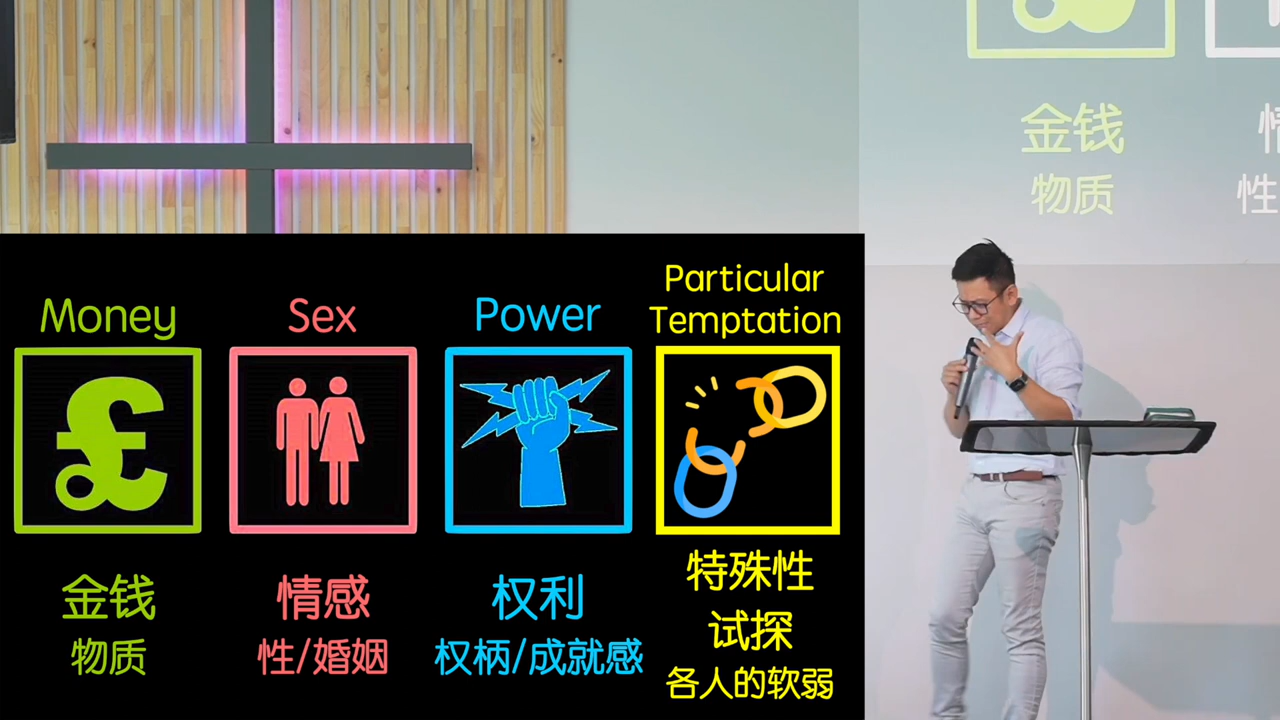 金钱
物质
性
Money
Sex
Power
Particular
Temptation
金钱
物质
情感
性/婚姻
权利
权柄/成就感
特殊性
试探
各人的软弱